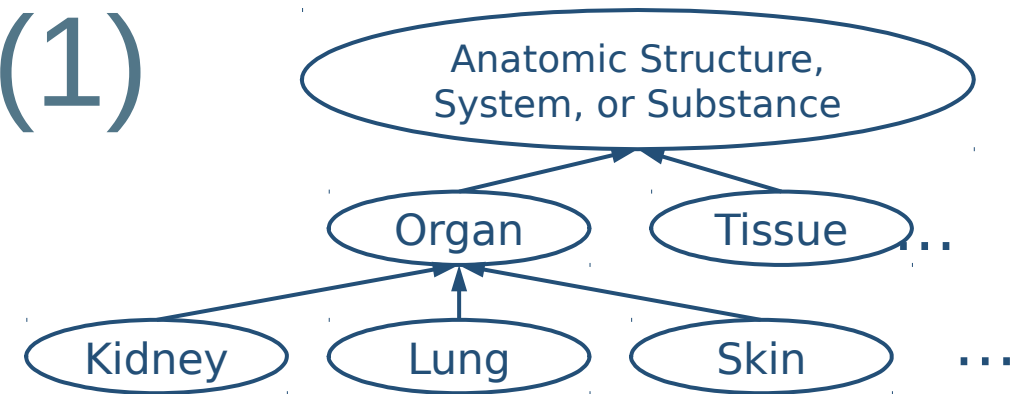 (1)
Anatomic Structure,
System, or Substance
Organ
Tissue
...
Kidney
Lung
Skin
...